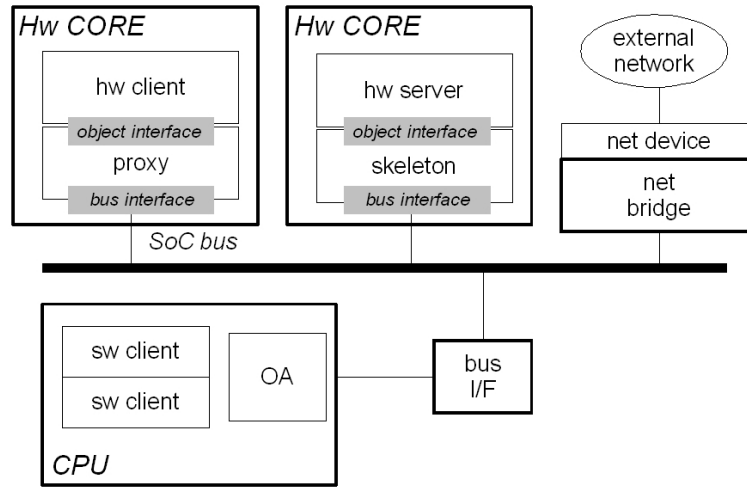 Hw CORE
hw client
object interface
proxy
bus interface
Hw CORE
hw server
object interface
skeleton
bus interface
external
network
net device
net
bridge
SoC bus
sw client
sw client
OA
CPU
bus
I/F